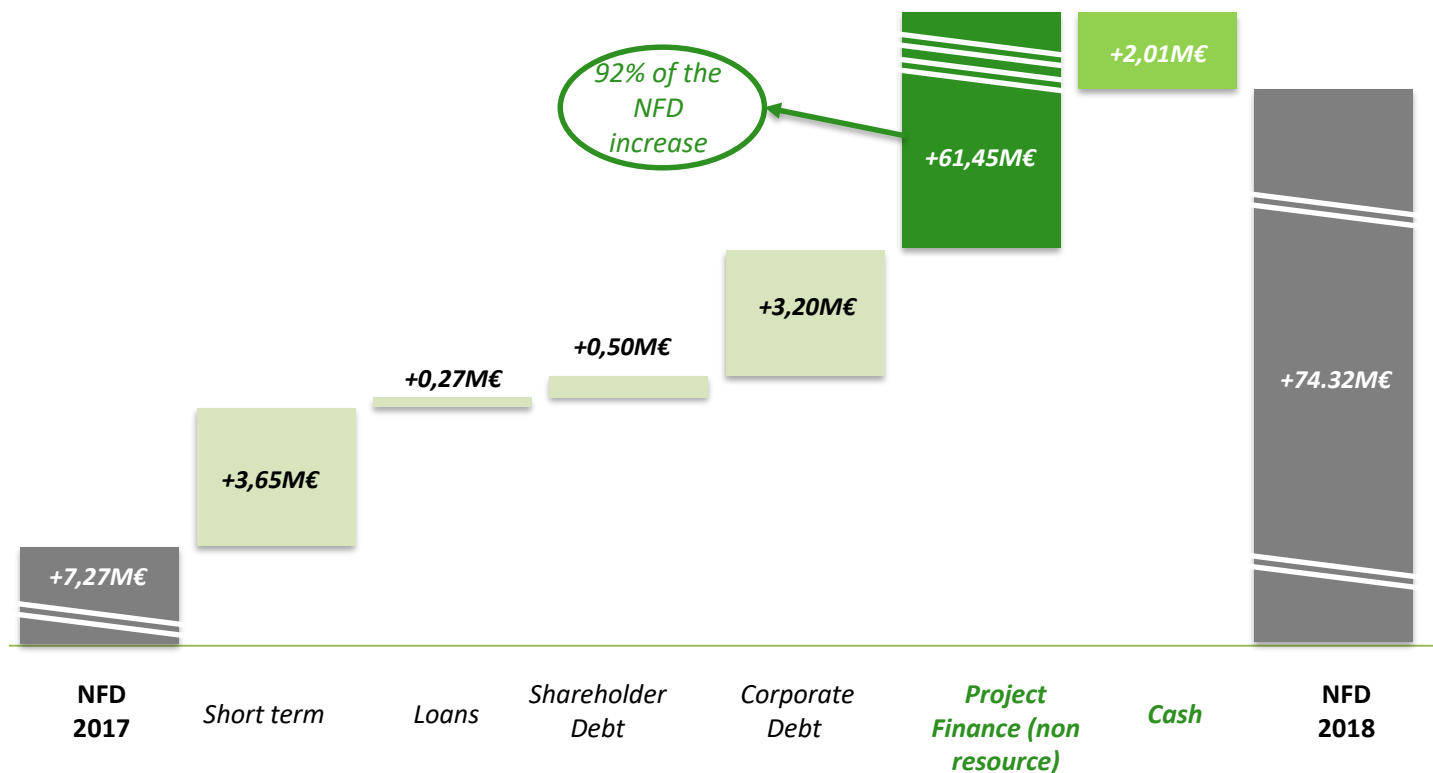 92% of the
NFD
increase
+2,01M€
+61,45M€
+3,20M€
+0,50M€
+0,27M€
+74.32M€
+3,65M€
+7,27M€
NFD
2017
Short term
Loans
Shareholder
Debt
Corporate
Debt
Project
Finance (non
resource)
Cash
NFD
2018